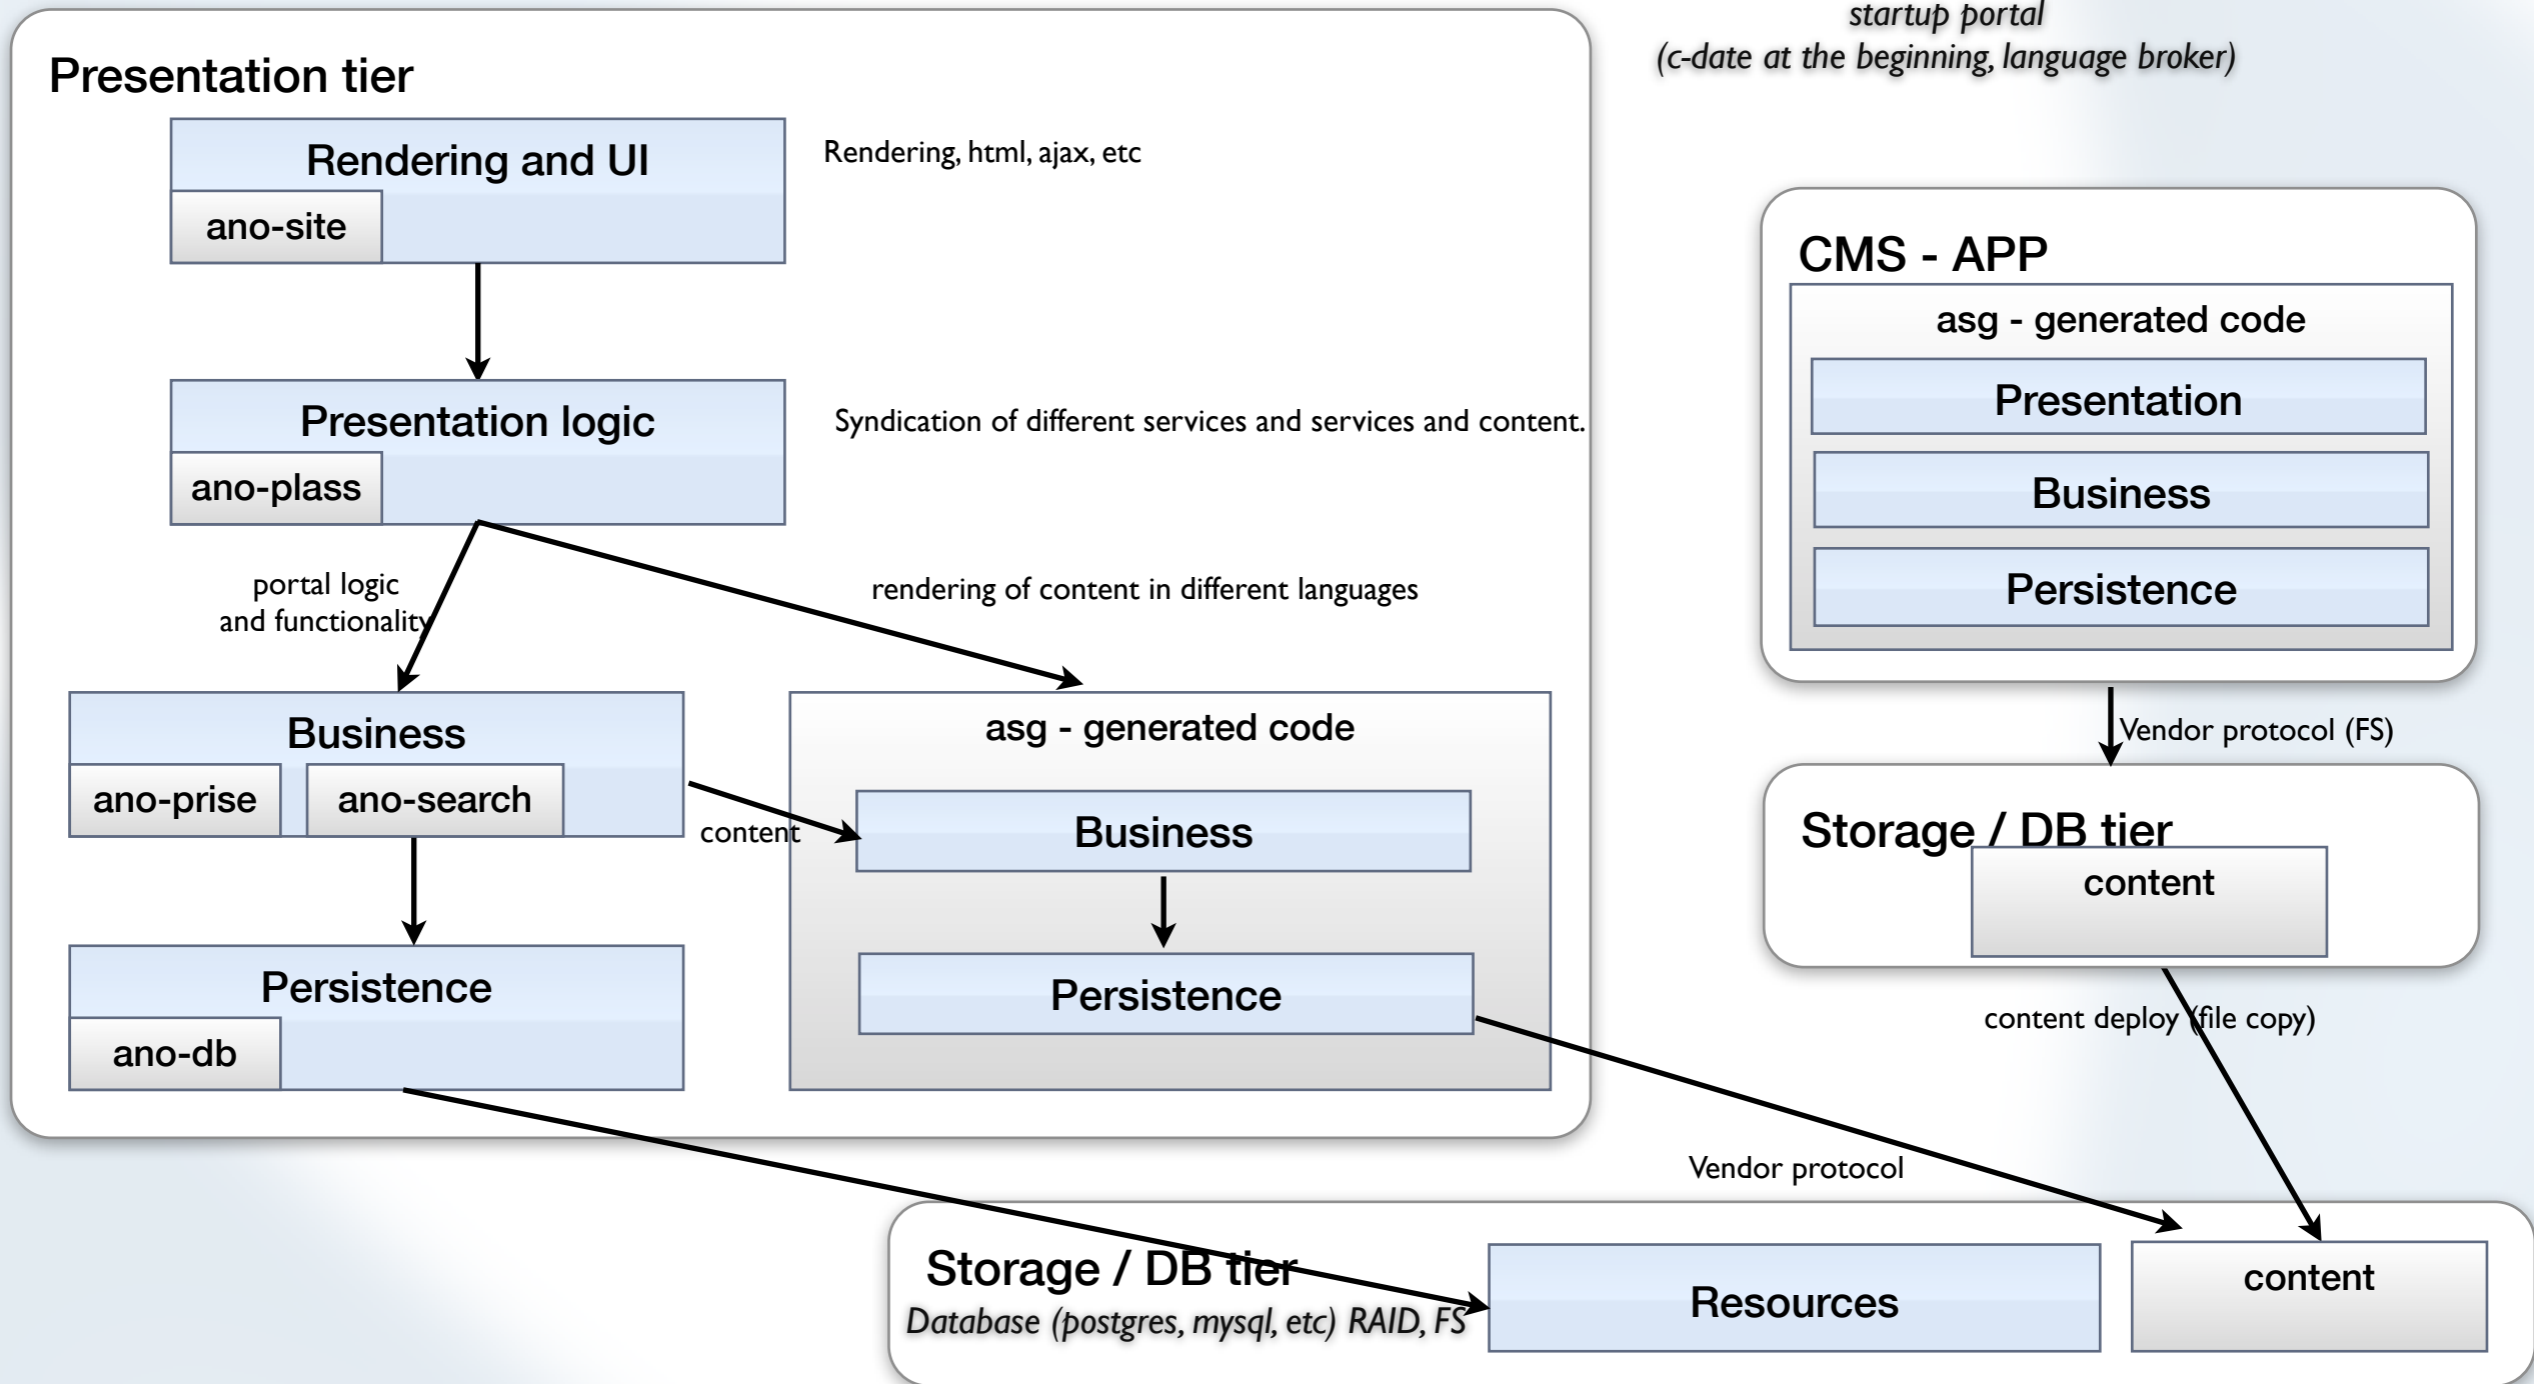 startup portal
(c-date at the beginning, language broker)
Presentation tier
Rendering and UI
ano-site
Rendering, html, ajax, etc
Presentation logic
ano-plass
Syndication of different services and services and content.
portal logic
and functionality
rendering of content in different languages
Business
ano-prise
ano-search
content
asg - generated code
Business
Persistence
Persistence
ano-db
CMS - APP
asg - generated code
Presentation
Business
Persistence
Vendor protocol (FS)
Storage / DB tier
content
content deploy (file copy)
Vendor protocol
Storage / DB tier
Database (postgres, mysql, etc) RAID, FS
Resources
content